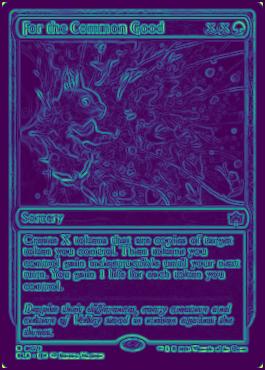 For the Common Good XX
Sorcery
Create X tokens that are copies of target
token you control. Then tokens you
control gain indestructible until your next
turn. You gain 1 life for each token you
control.
Despite their differences, every creature and
culture of Valley stood in unison against the
threat.